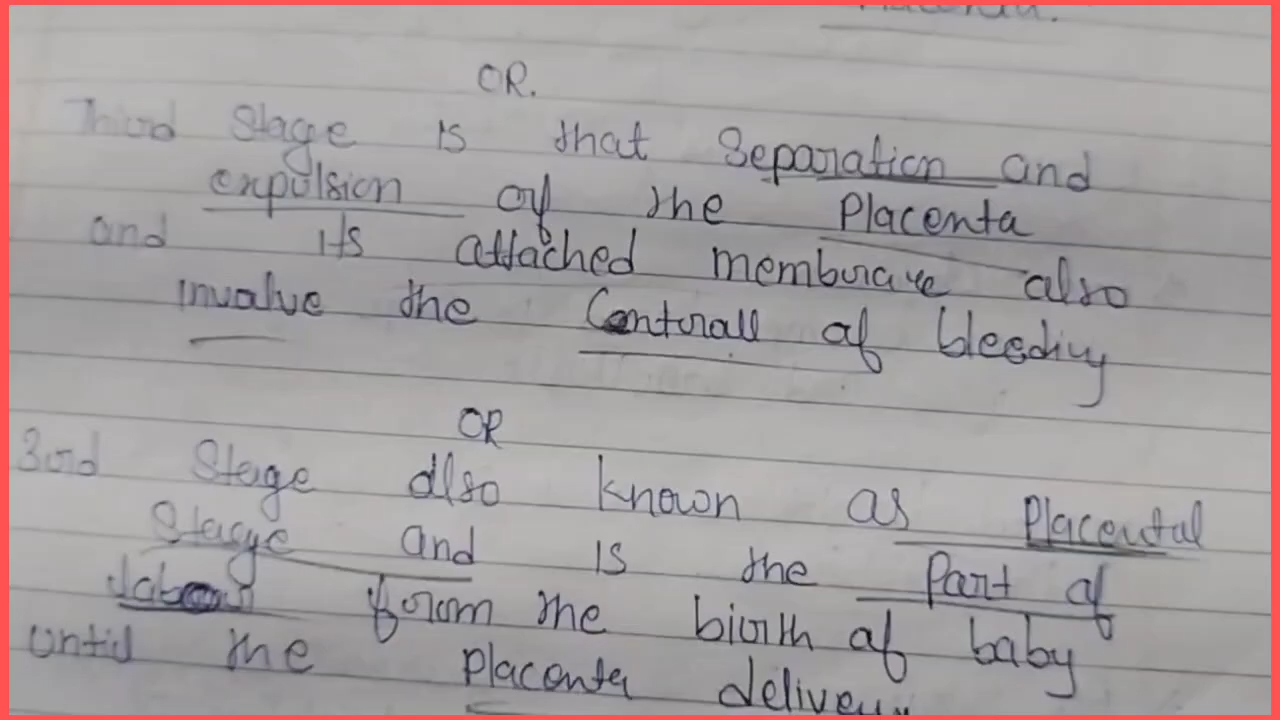 OR.
Third Stage is that Separation and
expulsion of the Placenta
and its attached membrave also
involve the Controll of bleeding
OR
3rd Stage also known as Placental
Stage and is the Part of
labour from the birth of baby
until the Placenta delivery